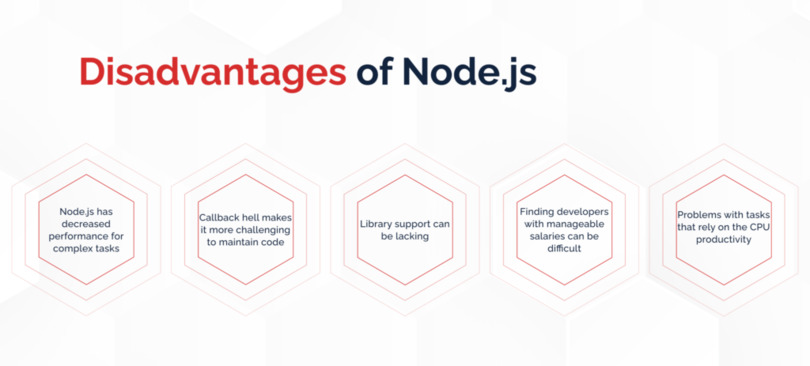 Disadvantages of Node.js
Node.js has
decreased
performance for
complex tasks
Callback hell makes
it more challenging
to maintain code
Library support can
be lacking
Finding developers
with manageable
salaries can be
difficult
Problems with tasks
that rely on the CPU
productivity